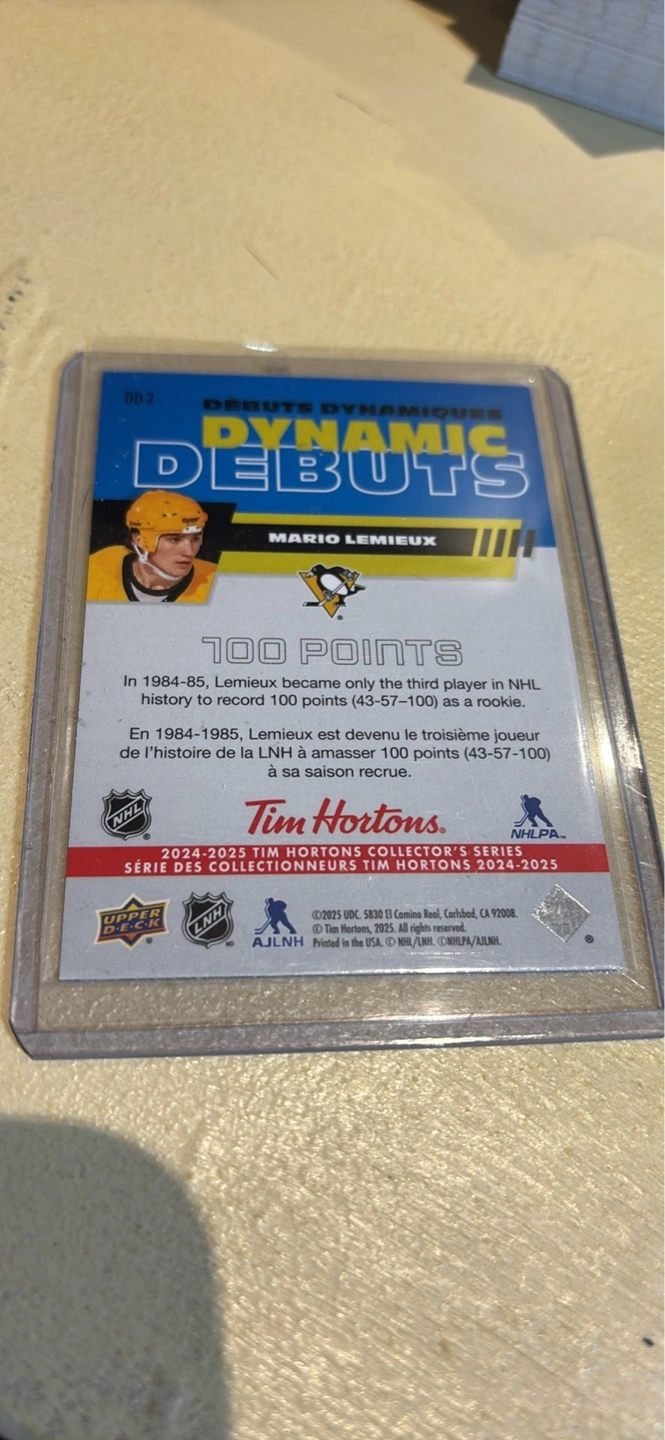 DD-2
DÉBUTS DYNAMIQUES
DYNAMIC
DEBUTS
MARIO LEMIEUX
100 POINTS
In 1984-85, Lemieux became only the third player in NHL
history to record 100 points (43-57–100) as a rookie.
En 1984-1985, Lemieux est devenu le troisième joueur
de l'histoire de la LNH à amasser 100 points (43-57-100)
à sa saison recrue.
NHL
Tim Hortons
NHLPA
2024-2025 TIM HORTONS COLLECTOR'S SERIES
SÉRIE DES COLLECTIONNEURS TIM HORTONS 2024-2025
UPPER
D·E·C·K
LNH
AJLNH
©2025 UDC. 5830 El Camino Real, Carlsbad, CA 92008.
© Tim Hortons, 2025. All rights reserved.
Printed in the USA. © NHL/LNH. ©NHLPA/AJLNH.